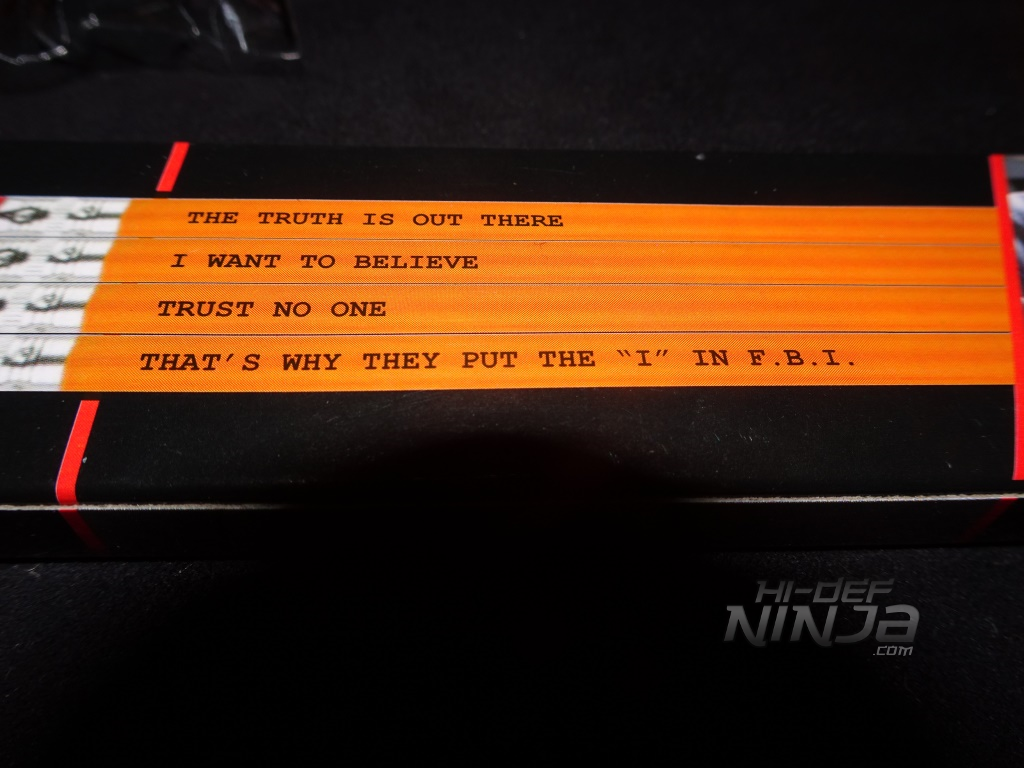 THE TRUTH IS OUT THERE
I WANT TO BELIEVE
TRUST NO ONE
THAT'S WHY THEY PUT THE “I” IN F.B.I.
HI-DEF
NINJA
.COM